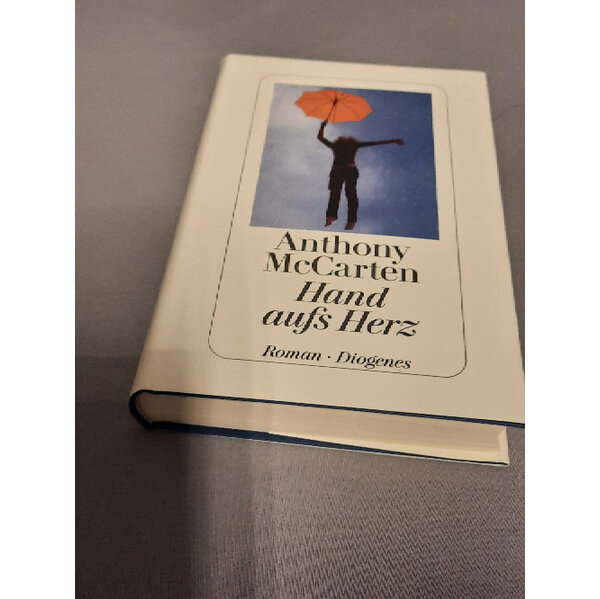 Anthony
McCarten
Hand
aufs Herz
Roman · Diogenes